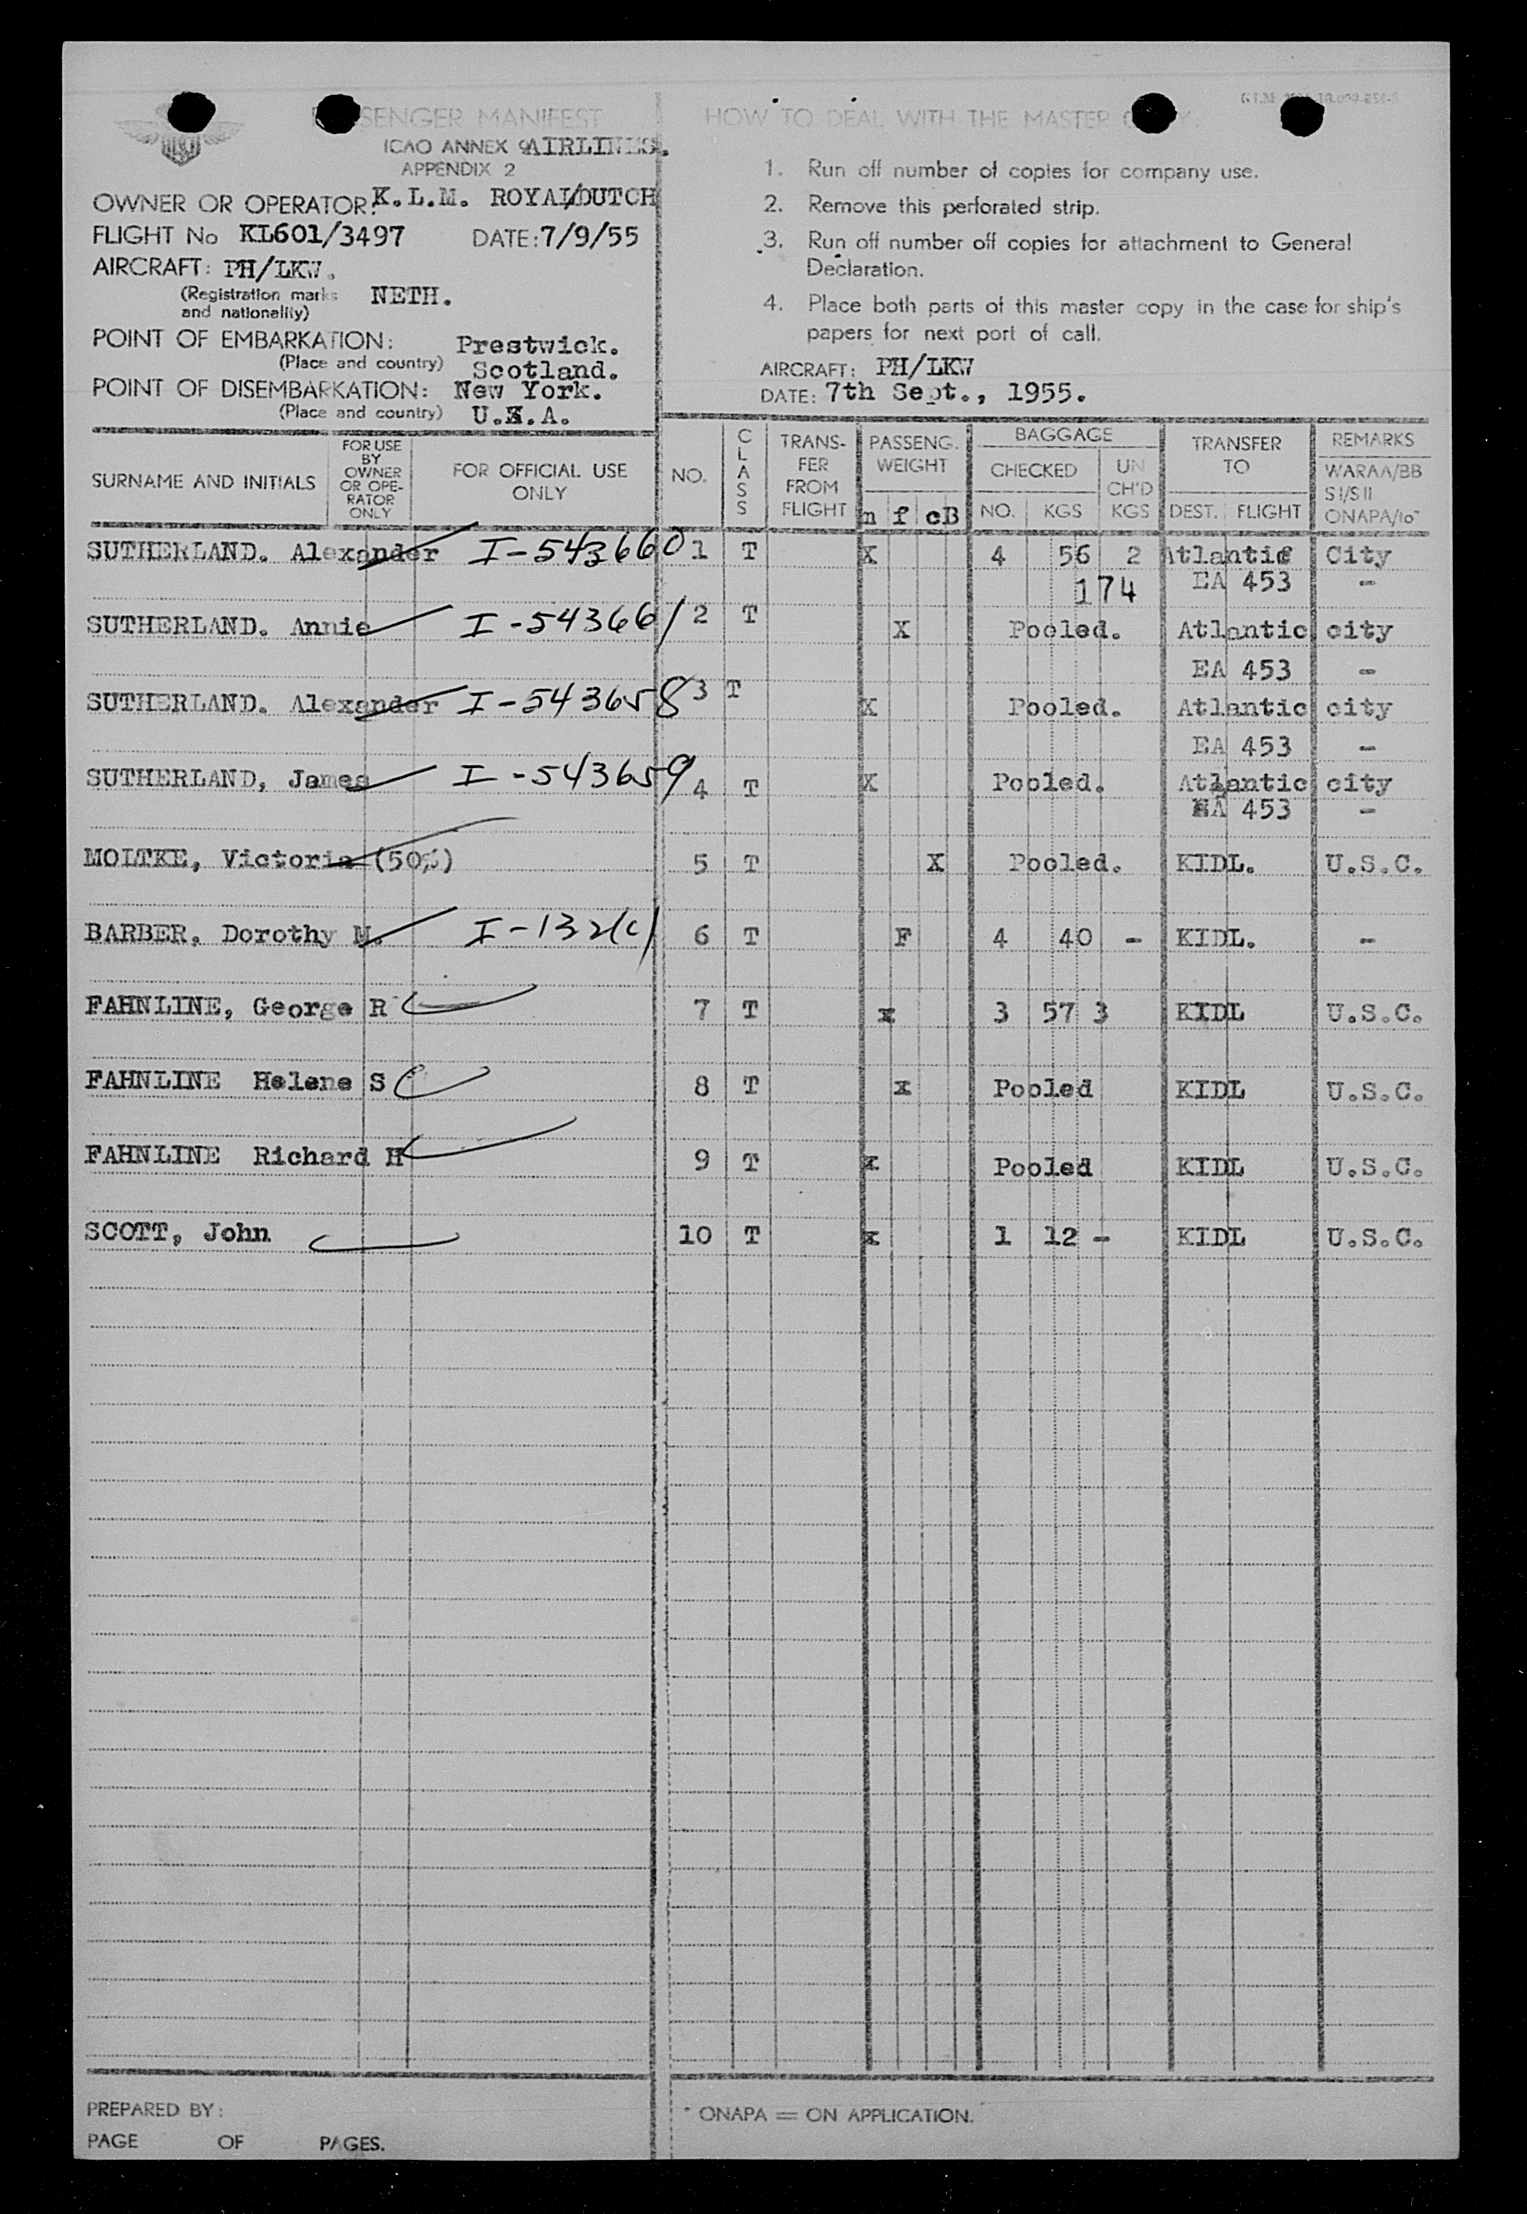 PASSENGER MANIFEST
ICAO ANNEX 9 AIRLINES.
APPENDIX 2
OWNER OR OPERATOR: K.L.M. ROYAL/DUTCH
FLIGHT No KL601/3497 DATE: 7/9/55
AIRCRAFT: PH/LKW.
(Registration marks NETH.
and nationality)
POINT OF EMBARKATION: Prestwick.
(Place and country) Scotland.
POINT OF DISEMBARKATION: New York.
(Place and country) U.S.A.
HOW TO DEAL WITH THE MASTER COPY.
1. Run off number of copies for company use.
2. Remove this perforated strip.
3. Run off number off copies for attachment to General
Declaration.
4. Place both parts of this master copy in the case for ship's
papers for next port of call.
AIRCRAFT: PH/LKW
DATE: 7th Sept., 1955.
SURNAME AND INITIALS
FOR USE
BY
OWNER
OR OPE-
RATOR
ONLY
FOR OFFICIAL USE
ONLY
NO.
CLASS
TRANS-
FER
FROM
FLIGHT
PASSENG.
WEIGHT
m f c B
BAGGAGE
CHECKED
NO. KGS
UN
CH'D
KGS
TRANSFER
TO
DEST. FLIGHT
REMARKS
WARAA/BB
S I/S II
ONAPA/to
SUTHERLAND. Alexander I-543660 1 T X 4 56 2 Atlantic City
174 EA 453 -
SUTHERLAND. Annie I-543661 2 T X Pooled. Atlantic city
EA 453 -
SUTHERLAND. Alexander I-543658 3 T X Pooled. Atlantic city
EA 453 -
SUTHERLAND, James I-543659 4 T X Pooled. Atlantic city
EA 453 -
MOLTKE, Victoria (50%) 5 T X Pooled. KIDL. U.S.C.
BARBER, Dorothy M. I-132(c) 6 T F 4 40 - KIDL. -
FAHNLINE, George R 7 T x 3 57 3 KIDL U.S.C.
FAHNLINE Helene S 8 T x Pooled KIDL U.S.C.
FAHNLINE Richard H 9 T x Pooled KIDL U.S.C.
SCOTT, John 10 T x 1 12 - KIDL U.S.C.
PREPARED BY:
PAGE OF PAGES.
* ONAPA = ON APPLICATION.